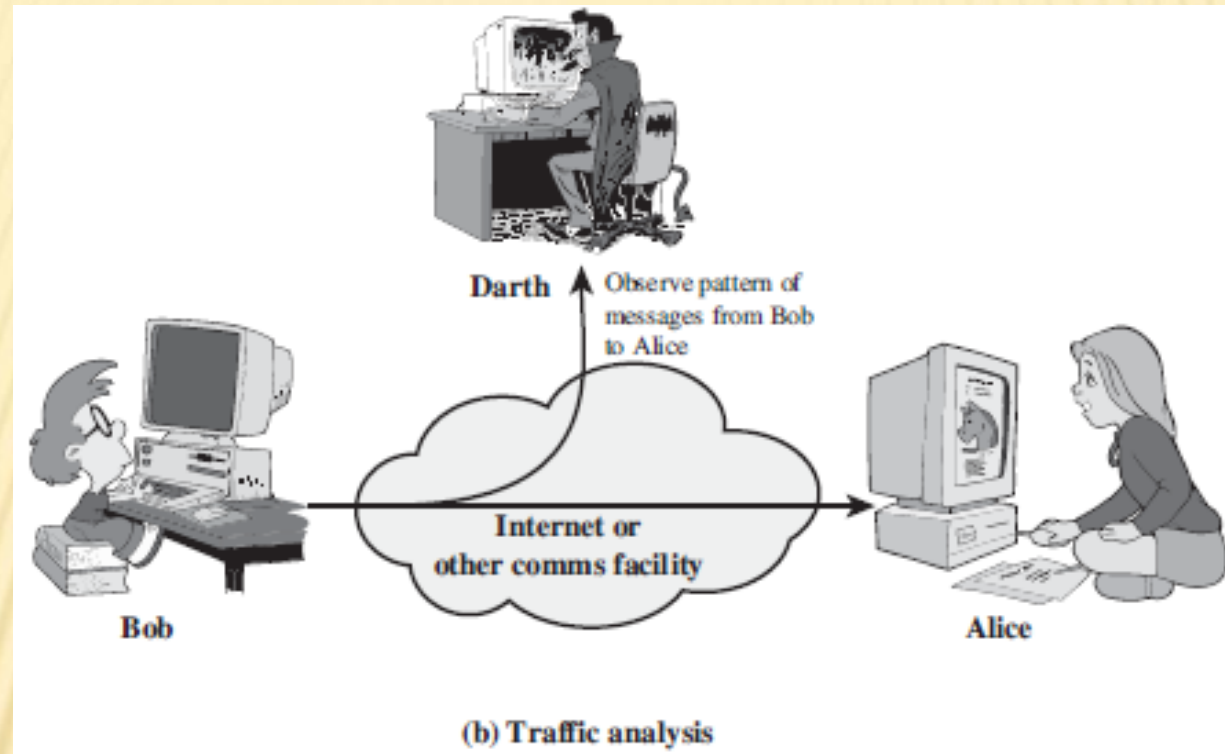 Darth
Observe pattern of
messages from Bob
to Alice
Internet or
other comms facility
Bob
Alice
(b) Traffic analysis